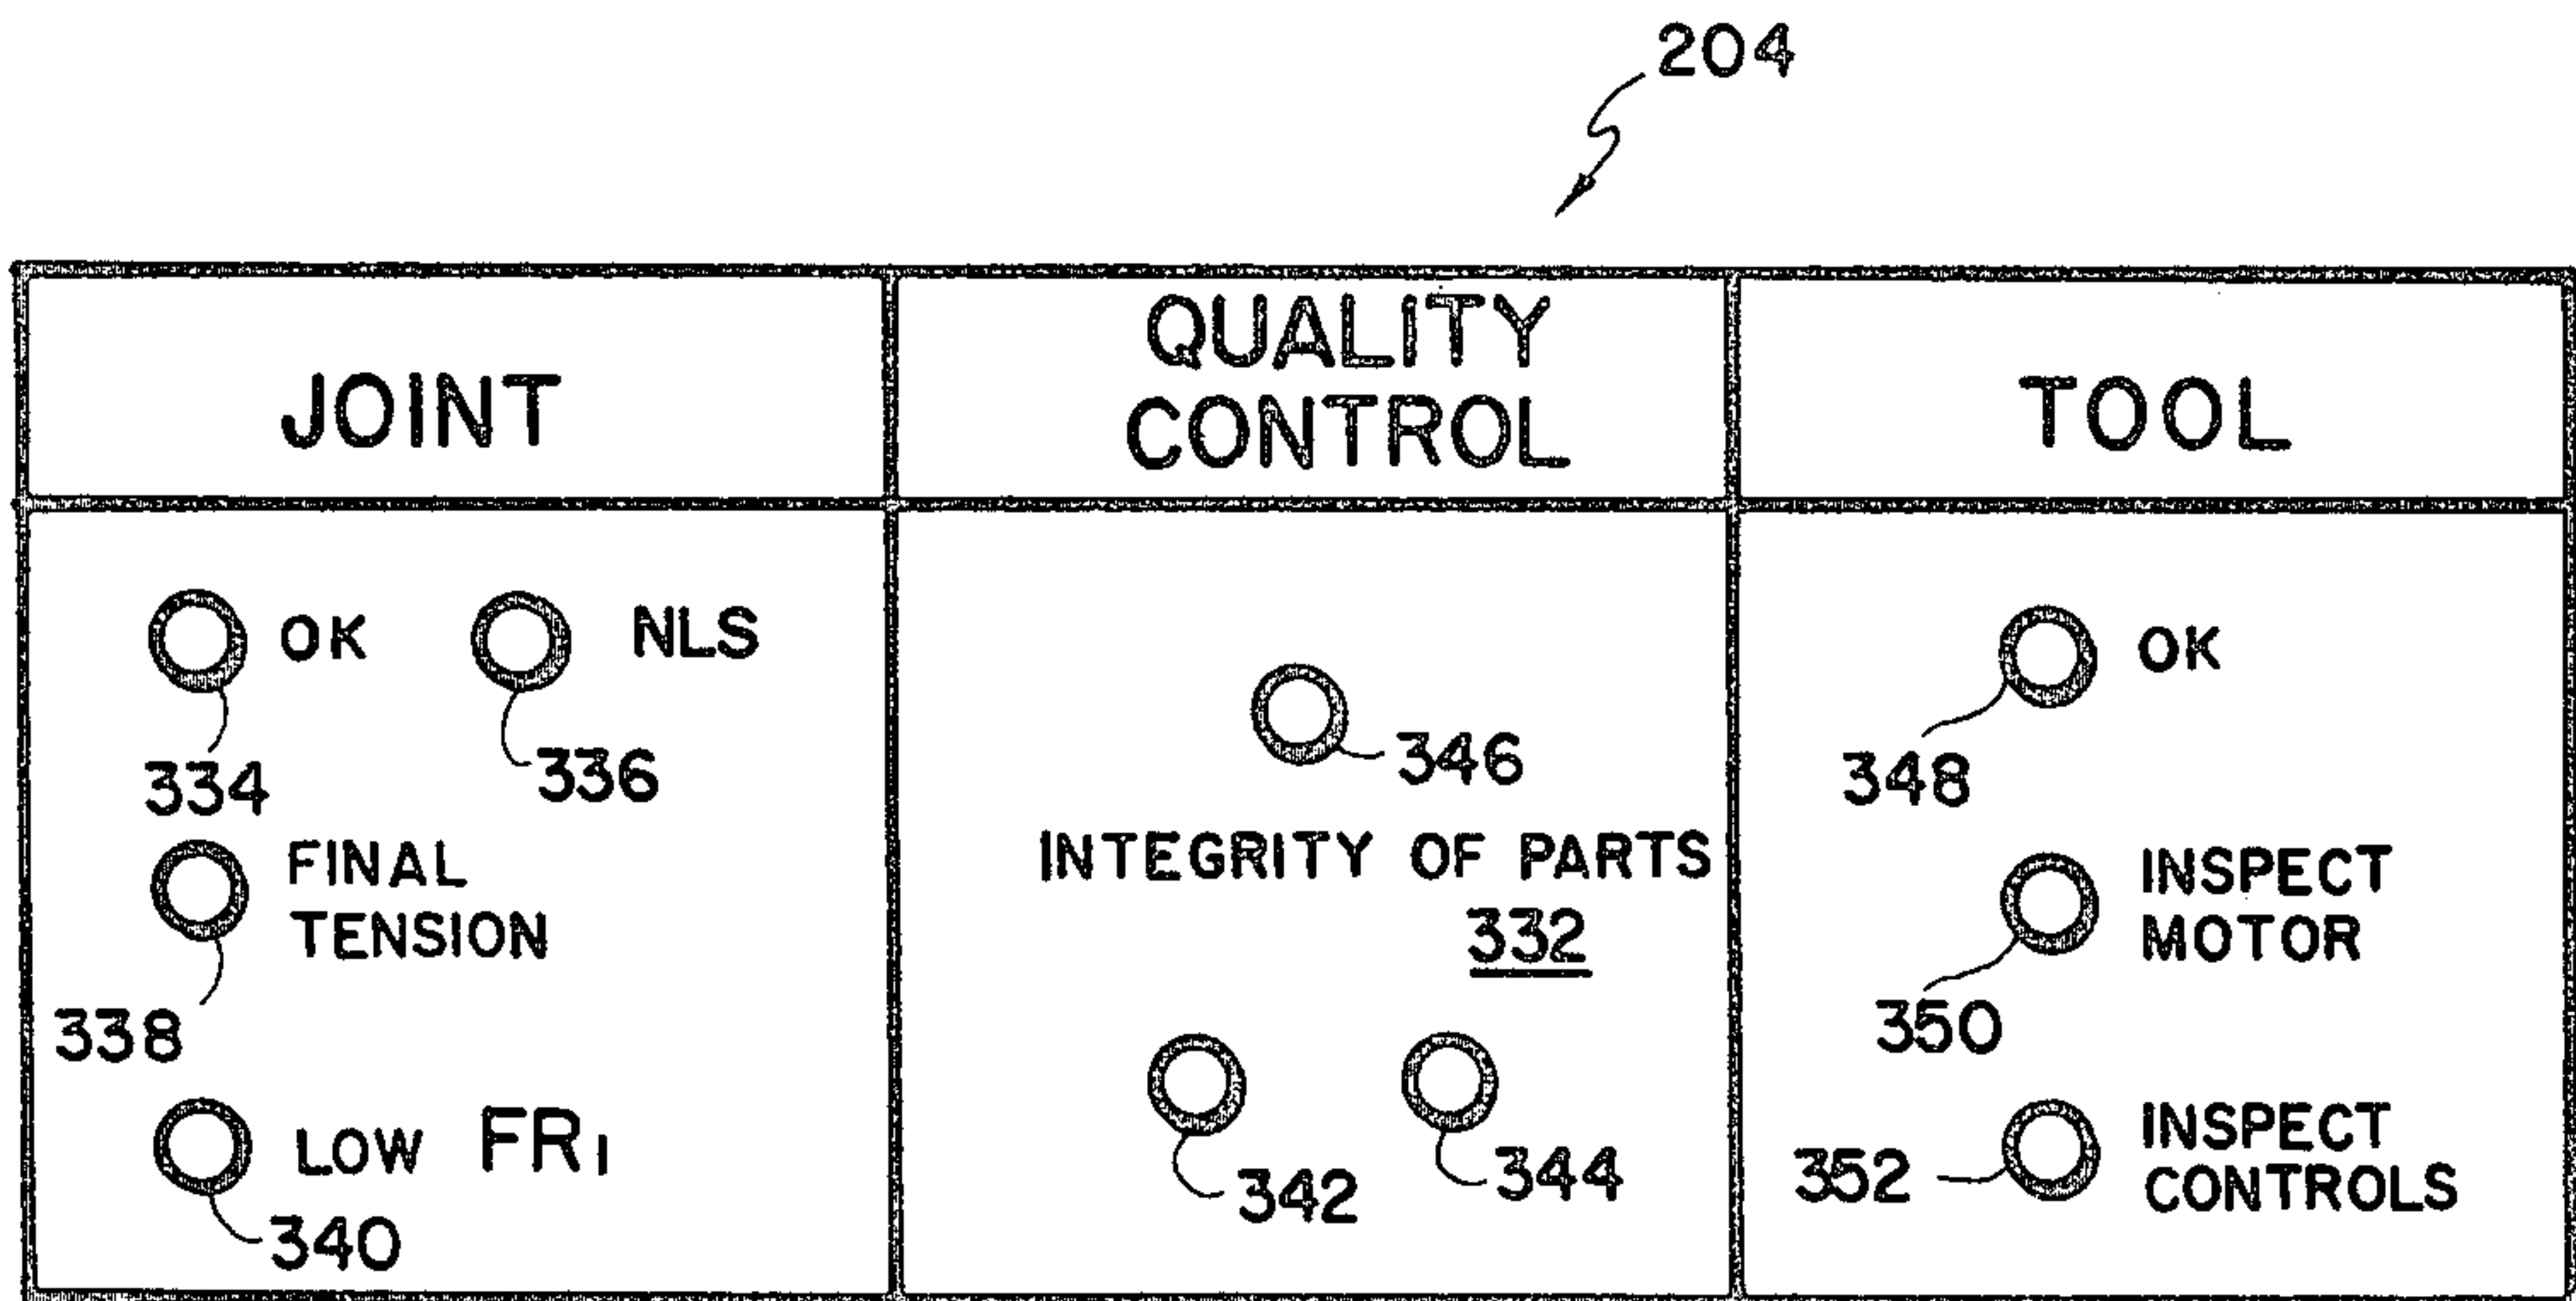 204
JOINT
QUALITY
CONTROL
TOOL
OK
NLS
334
336
FINAL
TENSION
338
LOW FR₁
340
346
INTEGRITY OF PARTS
332
342
344
OK
348
INSPECT
MOTOR
350
INSPECT
CONTROLS
352